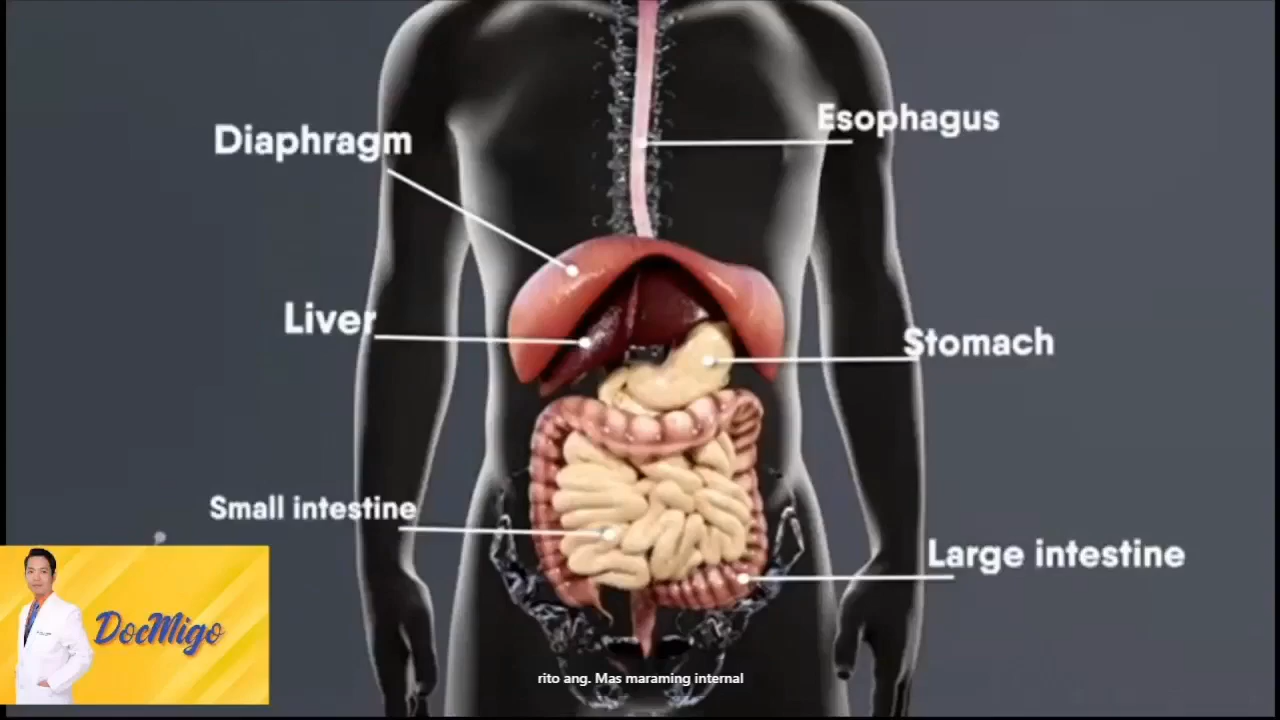 Esophagus
Diaphragm
Liver
Stomach
Small intestine
Large intestine
DocMigo
rito ang. Mas maraming internal